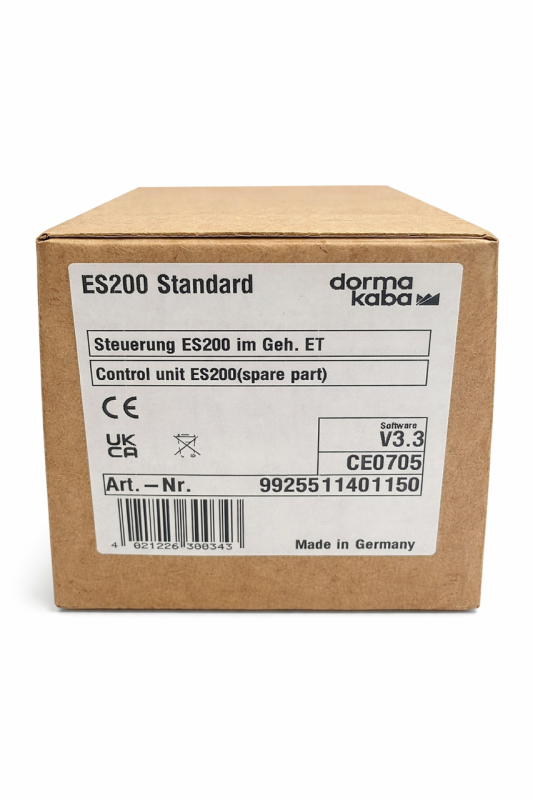 ES200 Standard
dorma
kaba
Steuerung ES200 im Geh. ET
Control unit ES200(spare part)
CE
UK
CA
Software
V3.3
CE0705
Art.—Nr. 9925511401150
4 021226 300343
Made in Germany